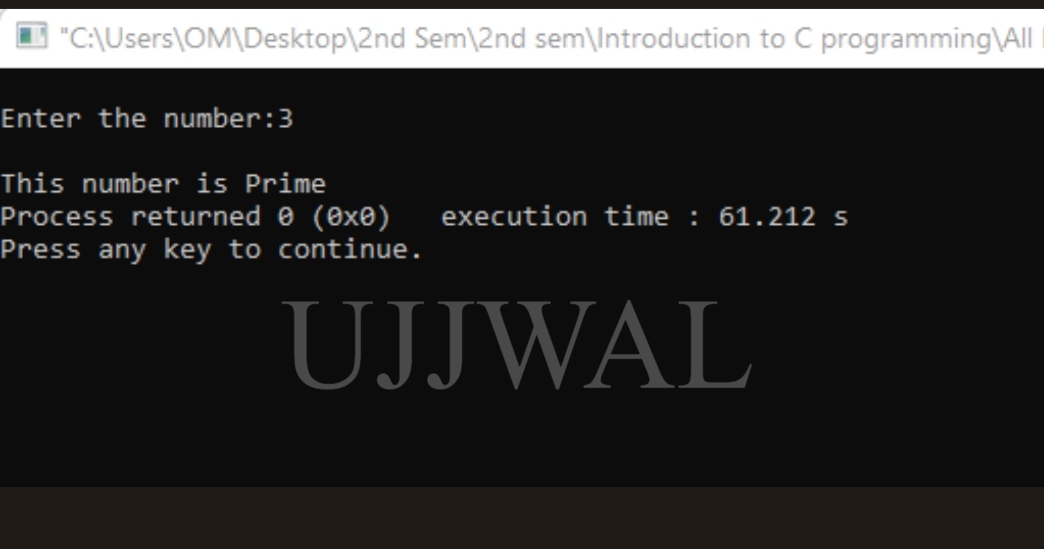 "C:\Users\OM\Desktop\2nd Sem\2nd sem\Introduction to C programming\All
Enter the number:3
This number is Prime
Process returned 0 (0x0)   execution time : 61.212 s
Press any key to continue.
UJJWAL